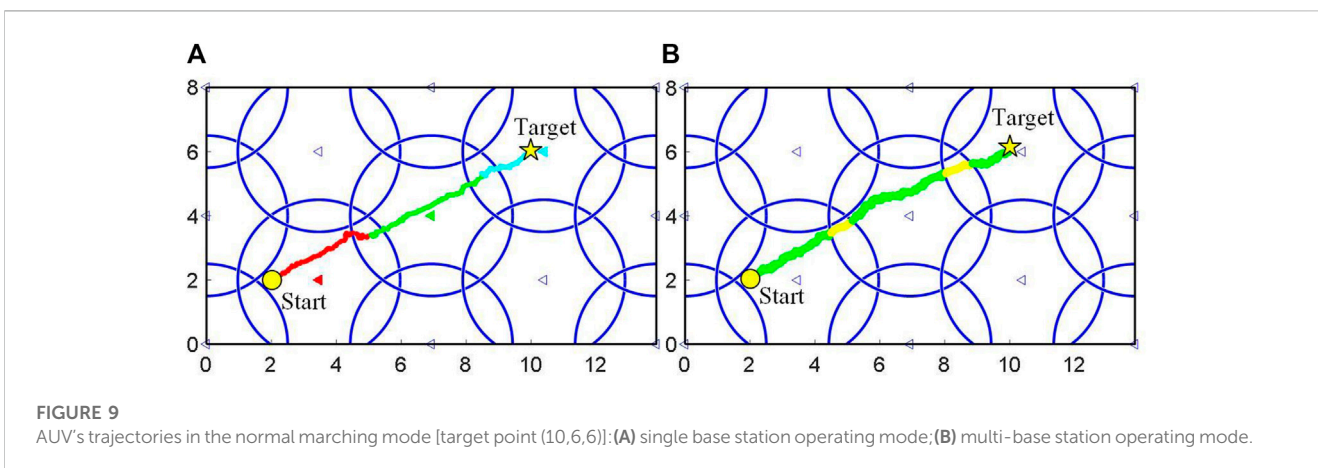 A
B
8
6
4
2
0
0 2 4 6 8 10 12
Target
Start
8
6
4
2
0
0 2 4 6 8 10 12
Target
Start
FIGURE 9
AUV's trajectories in the normal marching mode [target point (10,6,6)]:(A) single base station operating mode;(B) multi-base station operating mode.